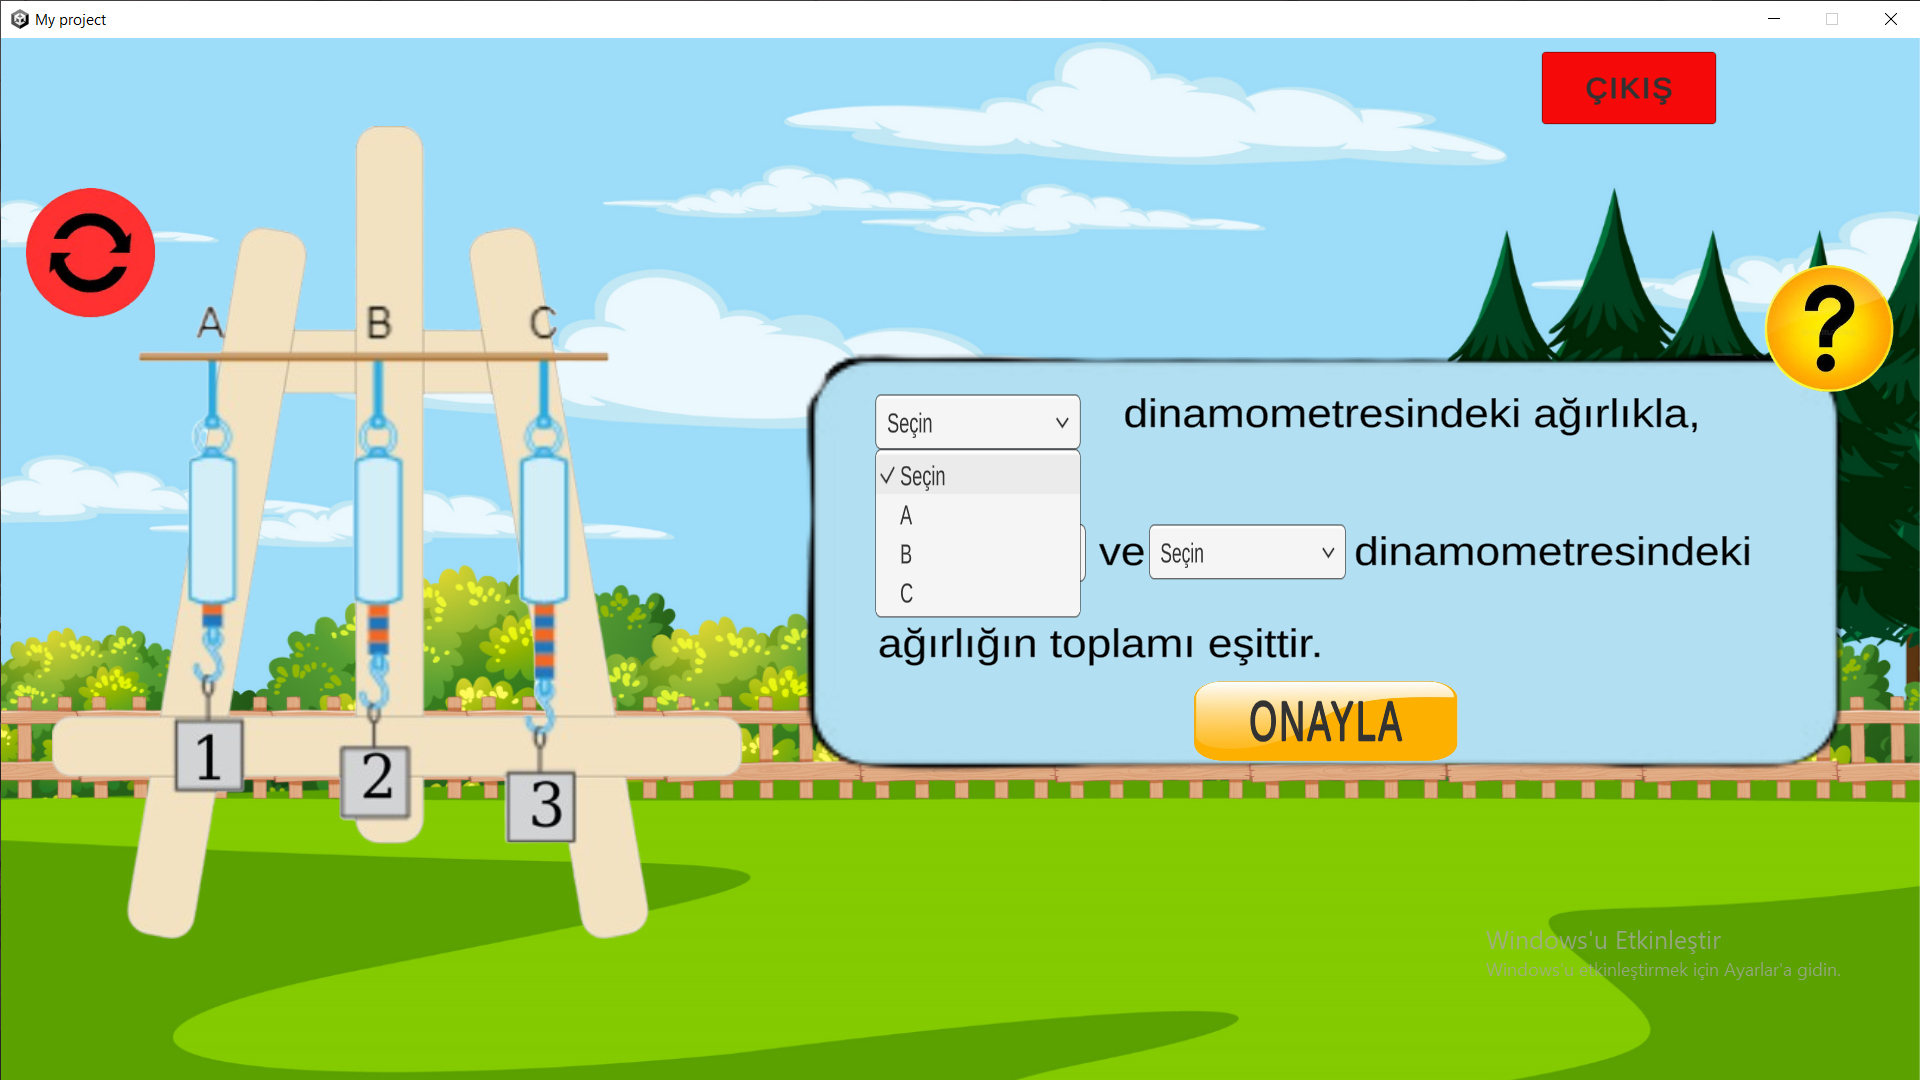 My project
ÇIKIŞ
A B C
Seçin dinamometresindeki ağırlıkla,
✓ Seçin
A
B
C
ve Seçin dinamometresindeki
ağırlığın toplamı eşittir.
ONAYLA
?
1
2
3
Windows'u Etkinleştir
Windows'u etkinleştirmek için Ayarlar'a gidin.